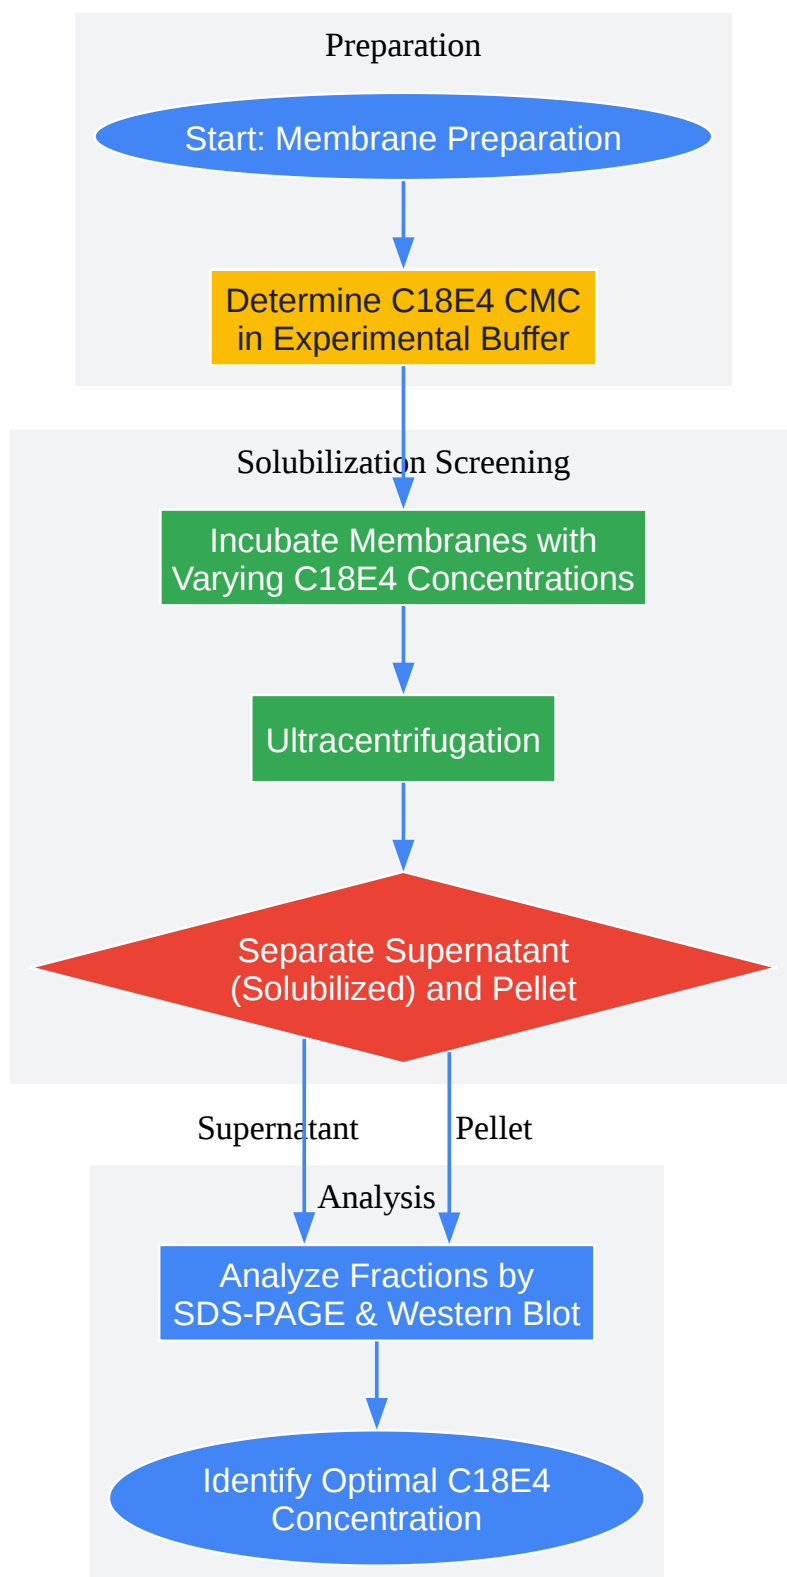 Preparation
Start: Membrane Preparation
Determine C18E4 CMC
in Experimental Buffer
Solubilization Screening
Incubate Membranes with
Varying C18E4 Concentrations
Ultracentrifugation
Separate Supernatant
(Solubilized) and Pellet
Supernatant
Pellet
Analysis
Analyze Fractions by
SDS-PAGE & Western Blot
Identify Optimal C18E4
Concentration